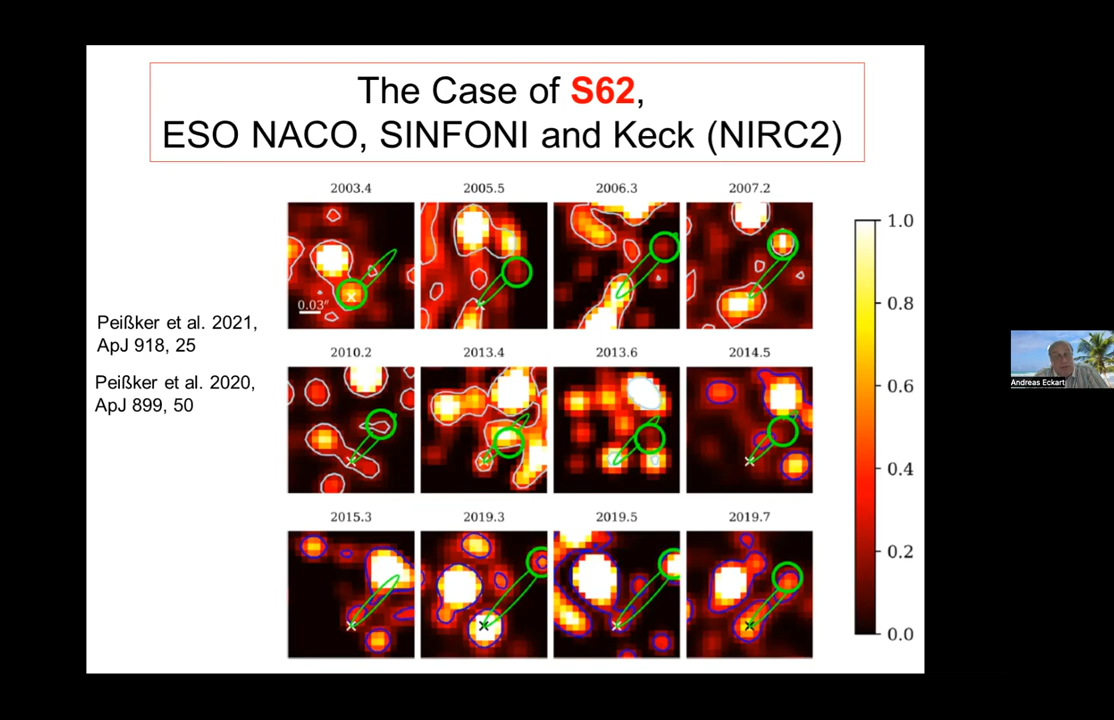 The Case of S62,
ESO NACO, SINFONI and Keck (NIRC2)
2003.4 2005.5 2006.3 2007.2
0.03"
Peißker et al. 2021,
ApJ 918, 25
Peißker et al. 2020,
ApJ 899, 50
2010.2 2013.4 2013.6 2014.5
2015.3 2019.3 2019.5 2019.7
1.0
0.8
0.6
0.4
0.2
0.0
Andreas Eckart